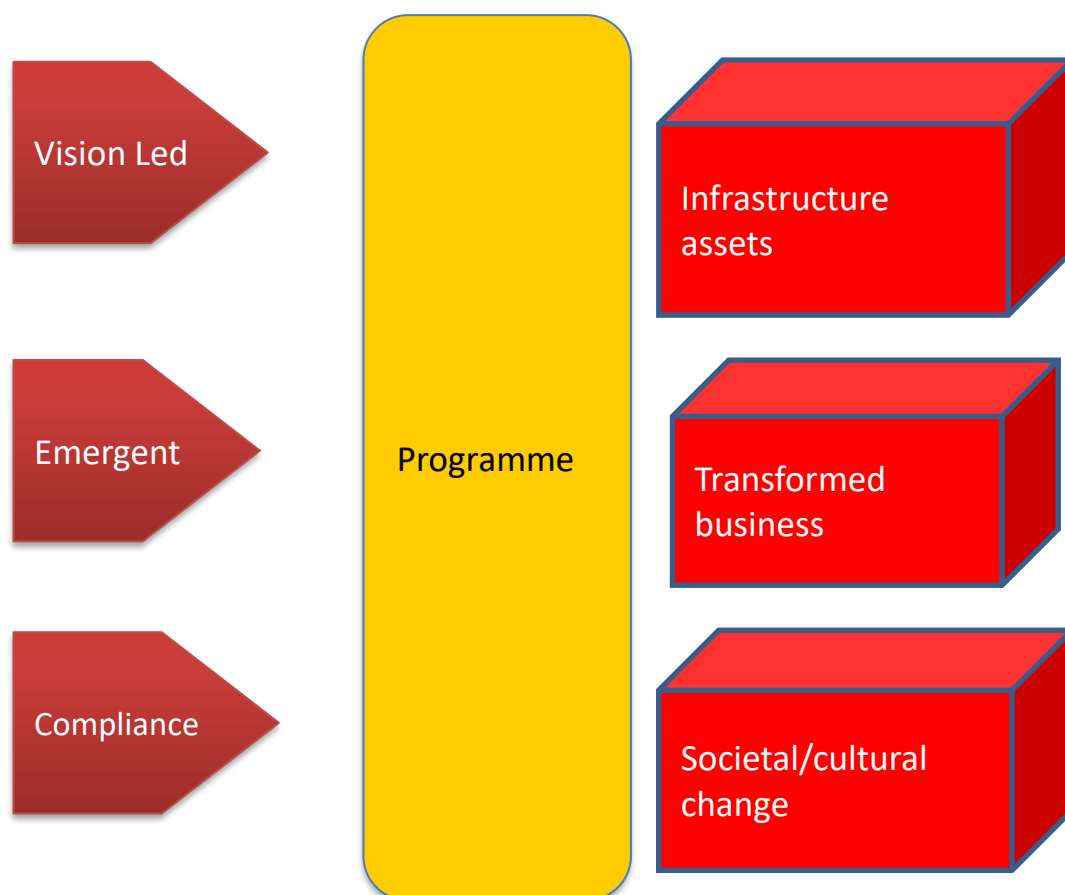 Vision Led
Infrastructure
assets
Emergent
Programme
Transformed
business
Compliance
Societal/cultural
change